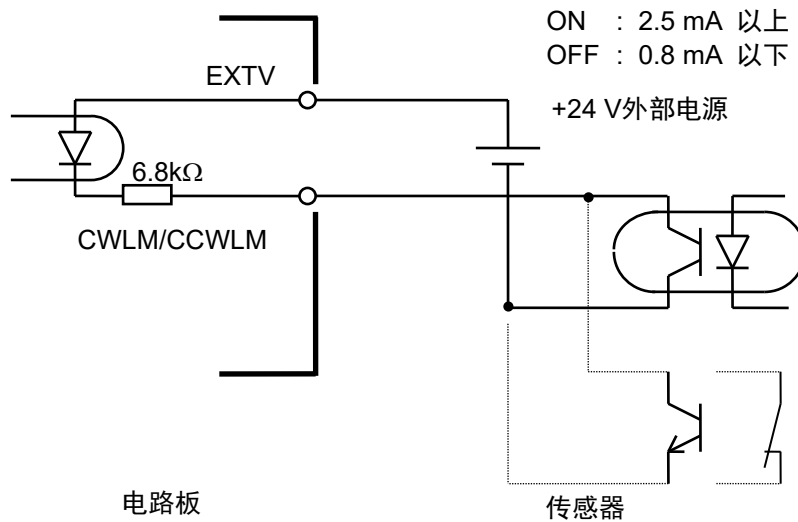 ON : 2.5 mA 以上
OFF : 0.8 mA 以下
EXTV
+24 V外部电源
6.8kΩ
CWLM/CCWLM
电路板
传感器